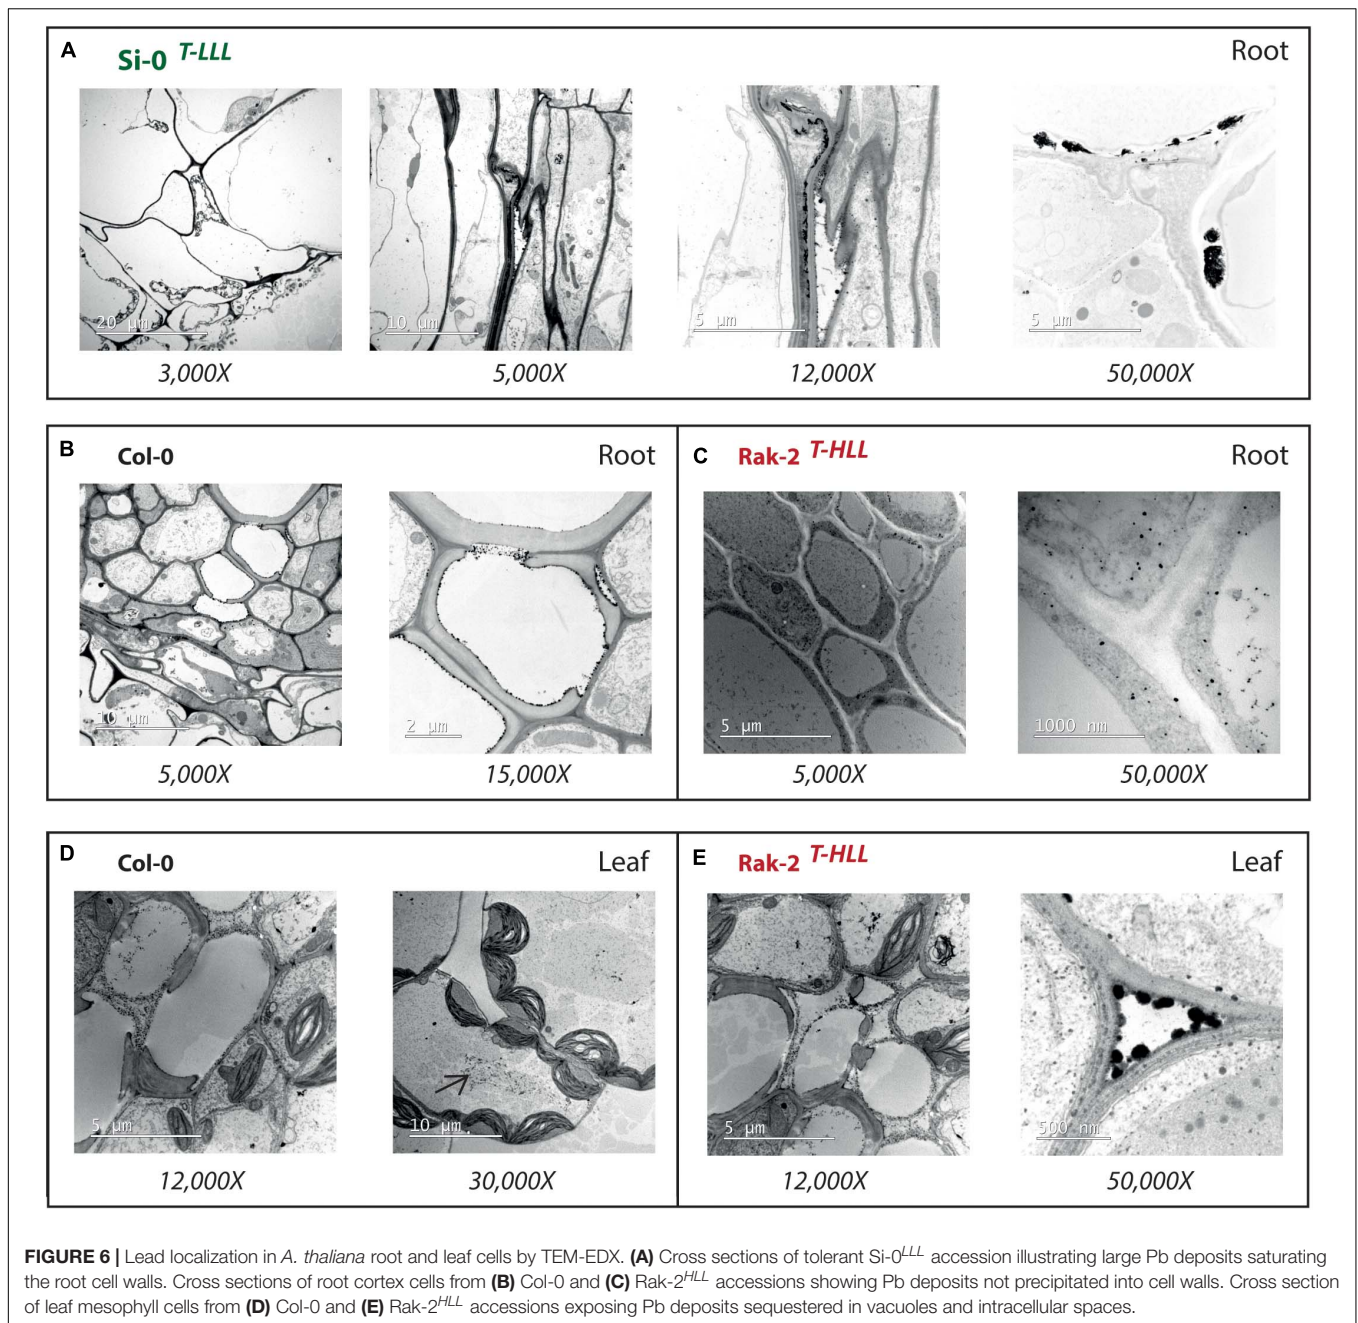 A Si-0 T-LLL Root
20 µm 10 µm 5 µm 5 µm
3,000X 5,000X 12,000X 50,000X
B Col-0 Root C Rak-2 T-HLL Root
10 µm 2 µm 5 µm 1000 nm
5,000X 15,000X 5,000X 50,000X
D Col-0 Leaf E Rak-2 T-HLL Leaf
5 µm 10 µm 5 µm 500 nm
12,000X 30,000X 12,000X 50,000X
FIGURE 6 | Lead localization in A. thaliana root and leaf cells by TEM-EDX. (A) Cross sections of tolerant Si-0LLL accession illustrating large Pb deposits saturating
the root cell walls. Cross sections of root cortex cells from (B) Col-0 and (C) Rak-2HLL accessions showing Pb deposits not precipitated into cell walls. Cross section
of leaf mesophyll cells from (D) Col-0 and (E) Rak-2HLL accessions exposing Pb deposits sequestered in vacuoles and intracellular spaces.